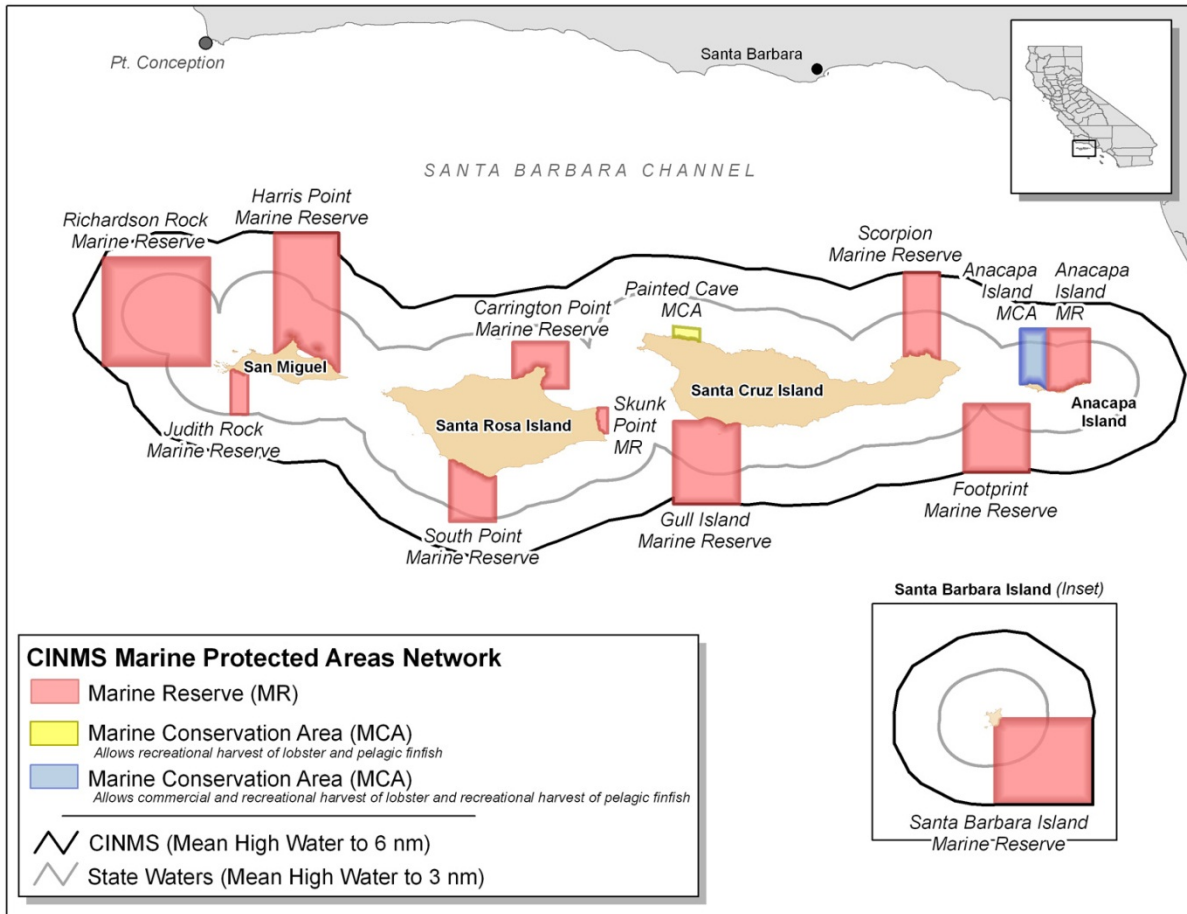 Pt. Conception
Santa Barbara
SANTA BARBARA CHANNEL
Richardson Rock
Marine Reserve
Harris Point
Marine Reserve
Scorpion
Marine Reserve
Anacapa
Island
MCA
Anacapa
Island
MR
Painted Cave
MCA
Carrington Point
Marine Reserve
San Miguel
Santa Cruz Island
Anacapa
Island
Judith Rock
Marine Reserve
Santa Rosa Island
Skunk
Point
MR
South Point
Marine Reserve
Gull Island
Marine Reserve
Footprint
Marine Reserve
Santa Barbara Island (Inset)
Santa Barbara Island
Marine Reserve
CINMS Marine Protected Areas Network
Marine Reserve (MR)
Marine Conservation Area (MCA)
Allows recreational harvest of lobster and pelagic finfish
Marine Conservation Area (MCA)
Allows commercial and recreational harvest of lobster and recreational harvest of pelagic finfish
CINMS (Mean High Water to 6 nm)
State Waters (Mean High Water to 3 nm)